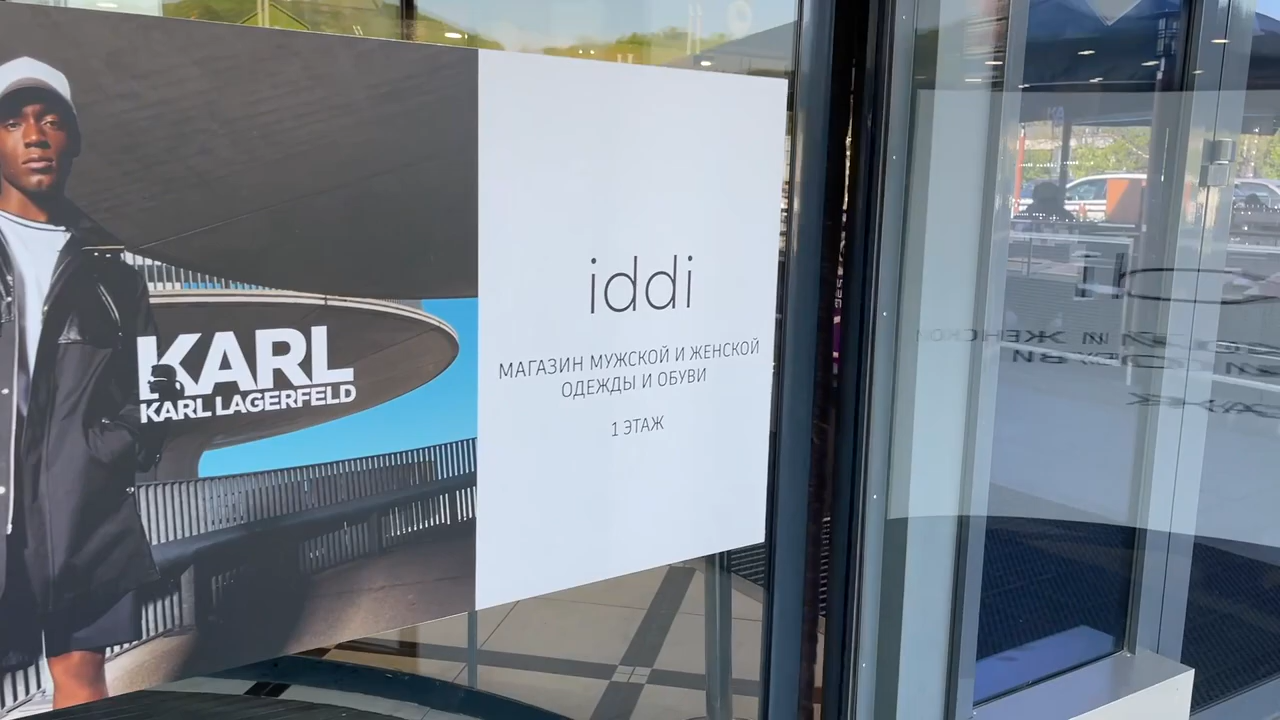 KARL
KARL LAGERFELD
iddi
МАГАЗИН МУЖСКОЙ И ЖЕНСКОЙ
ОДЕЖДЫ И ОБУВИ
1 ЭТАЖ